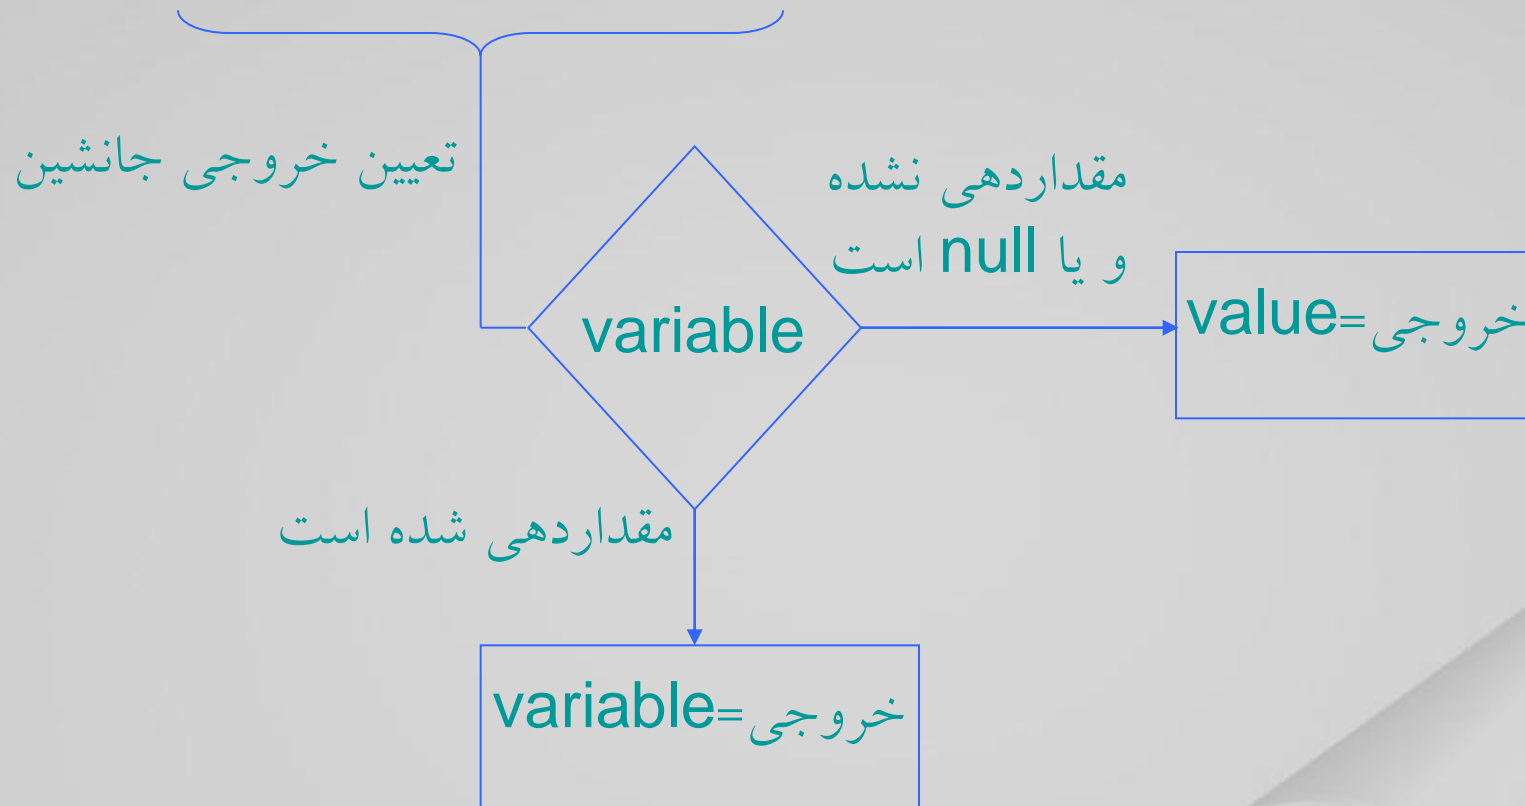 تعیین خروجی جانشین
مقداردهی نشده
و یا null است
variable
خروجی=value
مقداردهی شده است
خروجی=variable